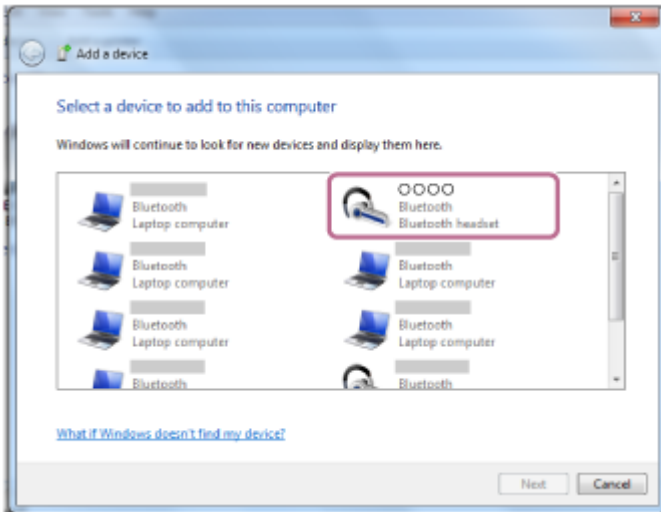 Add a device
Select a device to add to this computer
Windows will continue to look for new devices and display them here.
Bluetooth
Laptop computer
OOOO
Bluetooth
Bluetooth headset
Bluetooth
Laptop computer
Bluetooth
Laptop computer
Bluetooth
Laptop computer
Bluetooth
Laptop computer
Bluetooth
Bluetooth
What if Windows doesn't find my device?
Next
Cancel